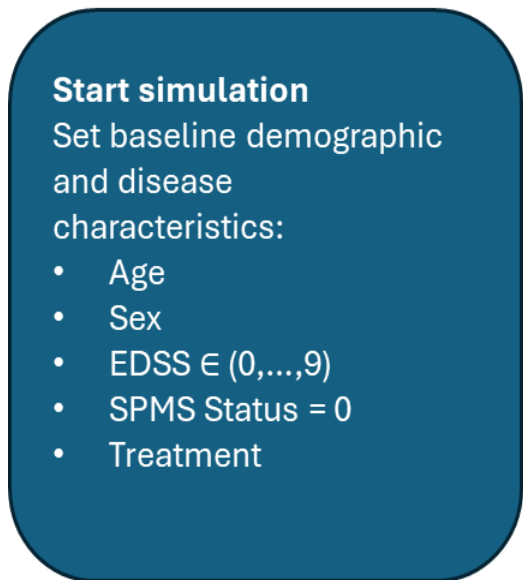 Start simulation
Set baseline demographic
and disease
characteristics:
• Age
• Sex
• EDSS ∈ (0,...,9)
• SPMS Status = 0
• Treatment